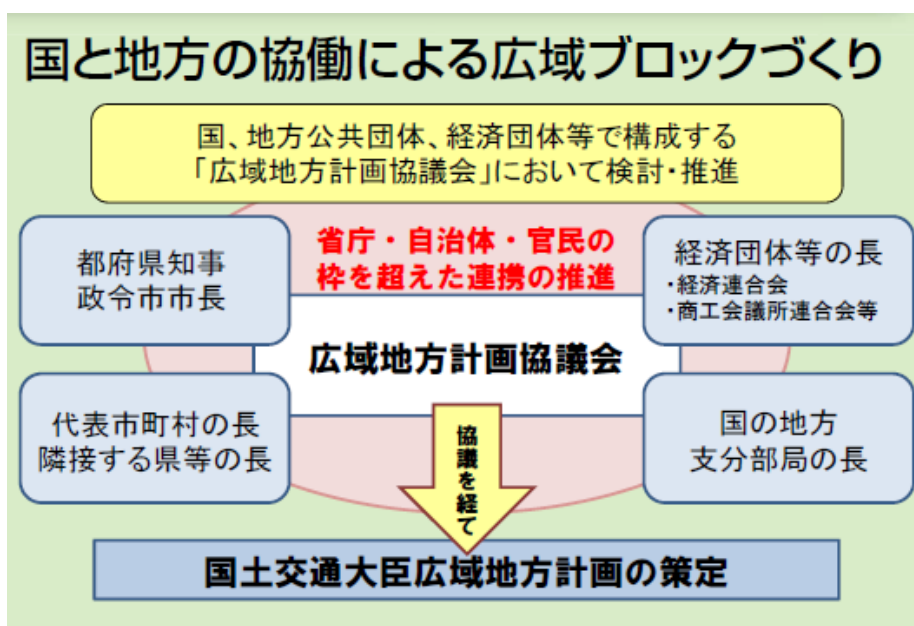 国と地方の協働による広域ブロックづくり
国、地方公共団体、経済団体等で構成する
「広域地方計画協議会」において検討・推進
省庁・自治体・官民の
枠を超えた連携の推進
都府県知事
政令市市長
経済団体等の長
・経済連合会
・商工会議所連合会等
広域地方計画協議会
代表市町村の長
隣接する県等の長
国の地方
支分部局の長
協議を経て
国土交通大臣広域地方計画の策定